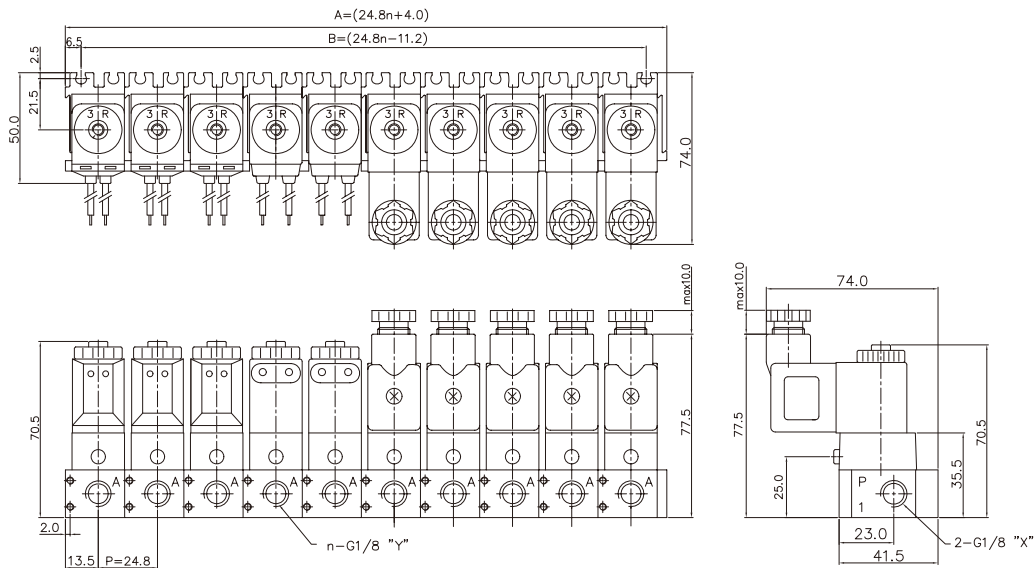 A=(24.8n+4.0)
B=(24.8n-11.2)
6.5
2.5
21.5
50.0
74.0
3 R
3 R
3 R
3 R
3 R
3 R
3 R
3 R
3 R
3 R
max10.0
70.5
77.5
A
A
A
A
A
A
A
A
A
A
2.0
13.5
P=24.8
n-G1/8 "Y"
max10.0
74.0
77.5
70.5
35.5
25.0
P
1
23.0
41.5
2-G1/8 "X"